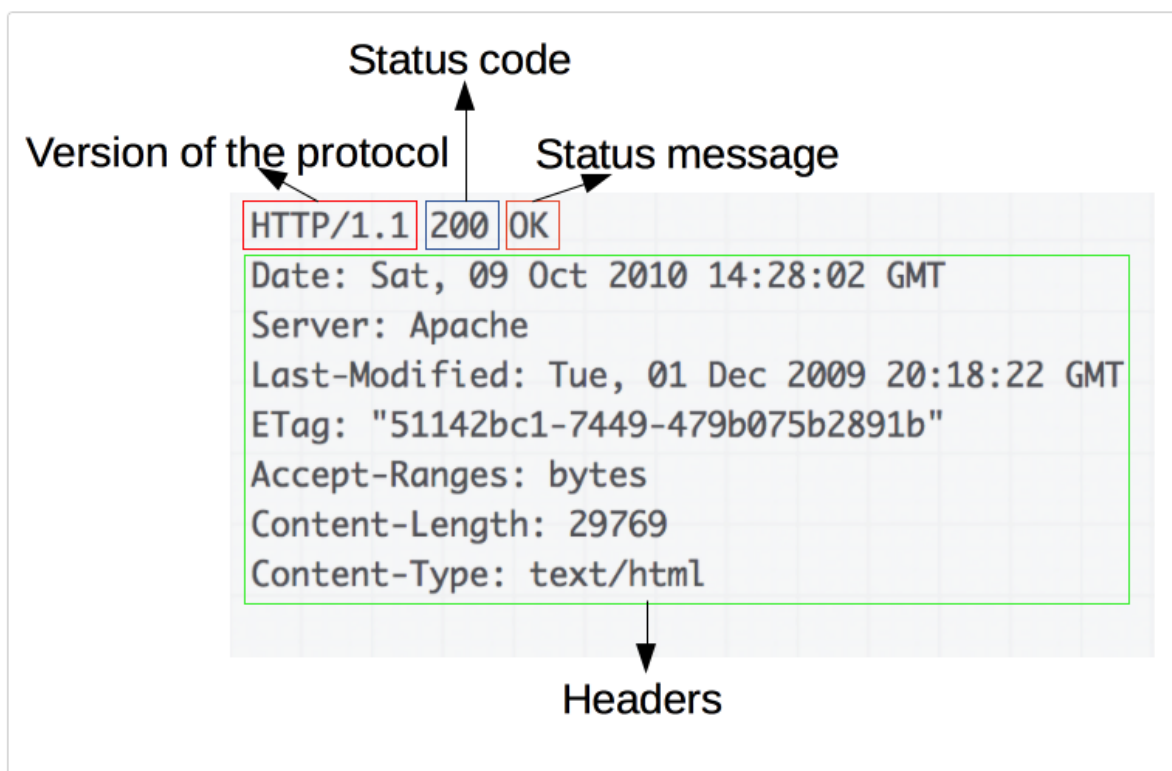 Status code
Version of the protocol
Status message
HTTP/1.1 200 OK
Date: Sat, 09 Oct 2010 14:28:02 GMT
Server: Apache
Last-Modified: Tue, 01 Dec 2009 20:18:22 GMT
ETag: "51142bc1-7449-479b075b2891b"
Accept-Ranges: bytes
Content-Length: 29769
Content-Type: text/html
Headers